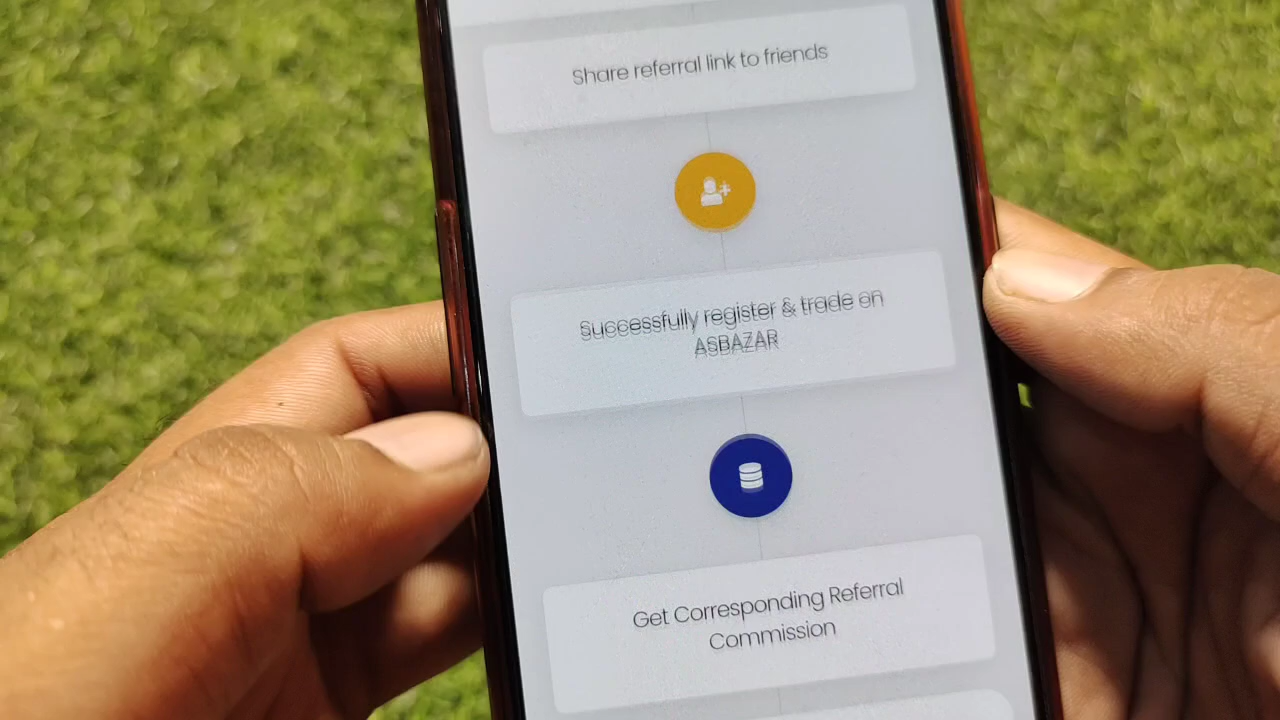 Share referral link to friends
Successfully register & trade on
ASBAZAR
Get Corresponding Referral
Commission